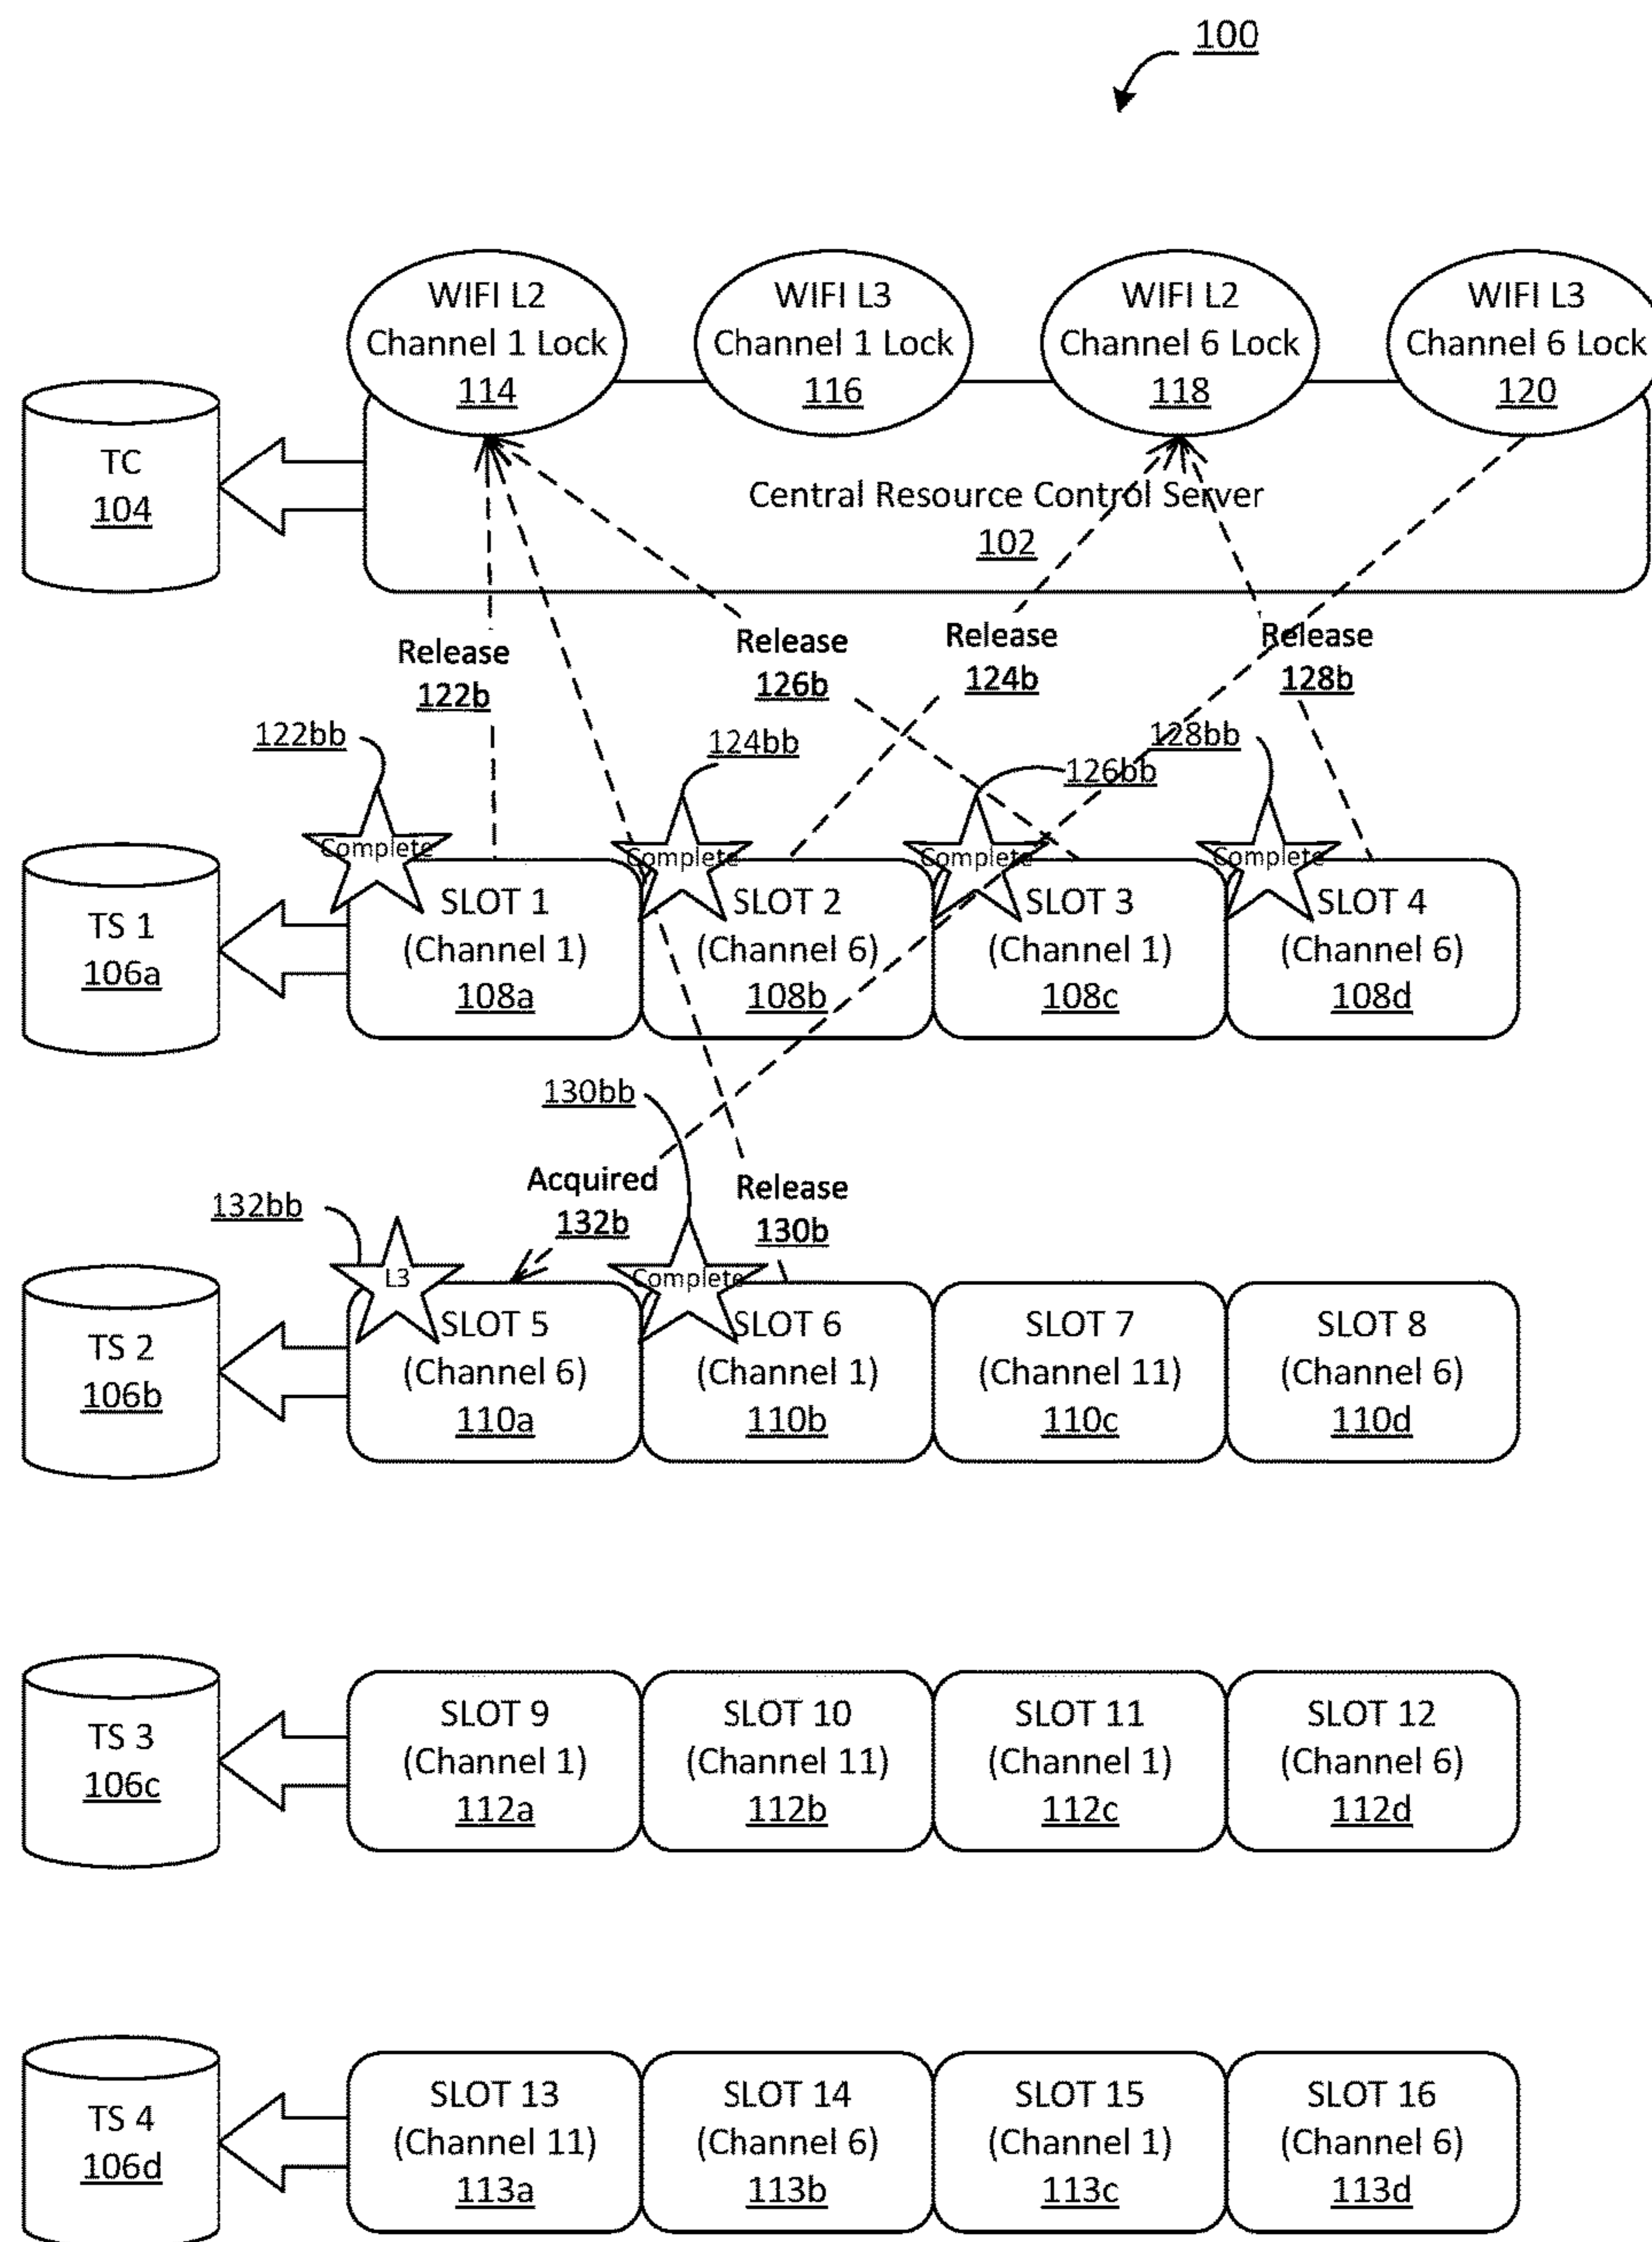 100
WIFI L2
Channel 1 Lock
114
WIFI L3
Channel 1 Lock
116
WIFI L2
Channel 6 Lock
118
WIFI L3
Channel 6 Lock
120
TC
104
Central Resource Control Server
102
Release
122b
Release
126b
Release
124b
Release
128b
122bb
124bb
126bb
128bb
Complete
Complete
Complete
Complete
TS 1
106a
SLOT 1
(Channel 1)
108a
SLOT 2
(Channel 6)
108b
SLOT 3
(Channel 1)
108c
SLOT 4
(Channel 6)
108d
130bb
Acquired
132b
Release
130b
132bb
L3
Complete
TS 2
106b
SLOT 5
(Channel 6)
110a
SLOT 6
(Channel 1)
110b
SLOT 7
(Channel 11)
110c
SLOT 8
(Channel 6)
110d
TS 3
106c
SLOT 9
(Channel 1)
112a
SLOT 10
(Channel 11)
112b
SLOT 11
(Channel 1)
112c
SLOT 12
(Channel 6)
112d
TS 4
106d
SLOT 13
(Channel 11)
113a
SLOT 14
(Channel 6)
113b
SLOT 15
(Channel 1)
113c
SLOT 16
(Channel 6)
113d